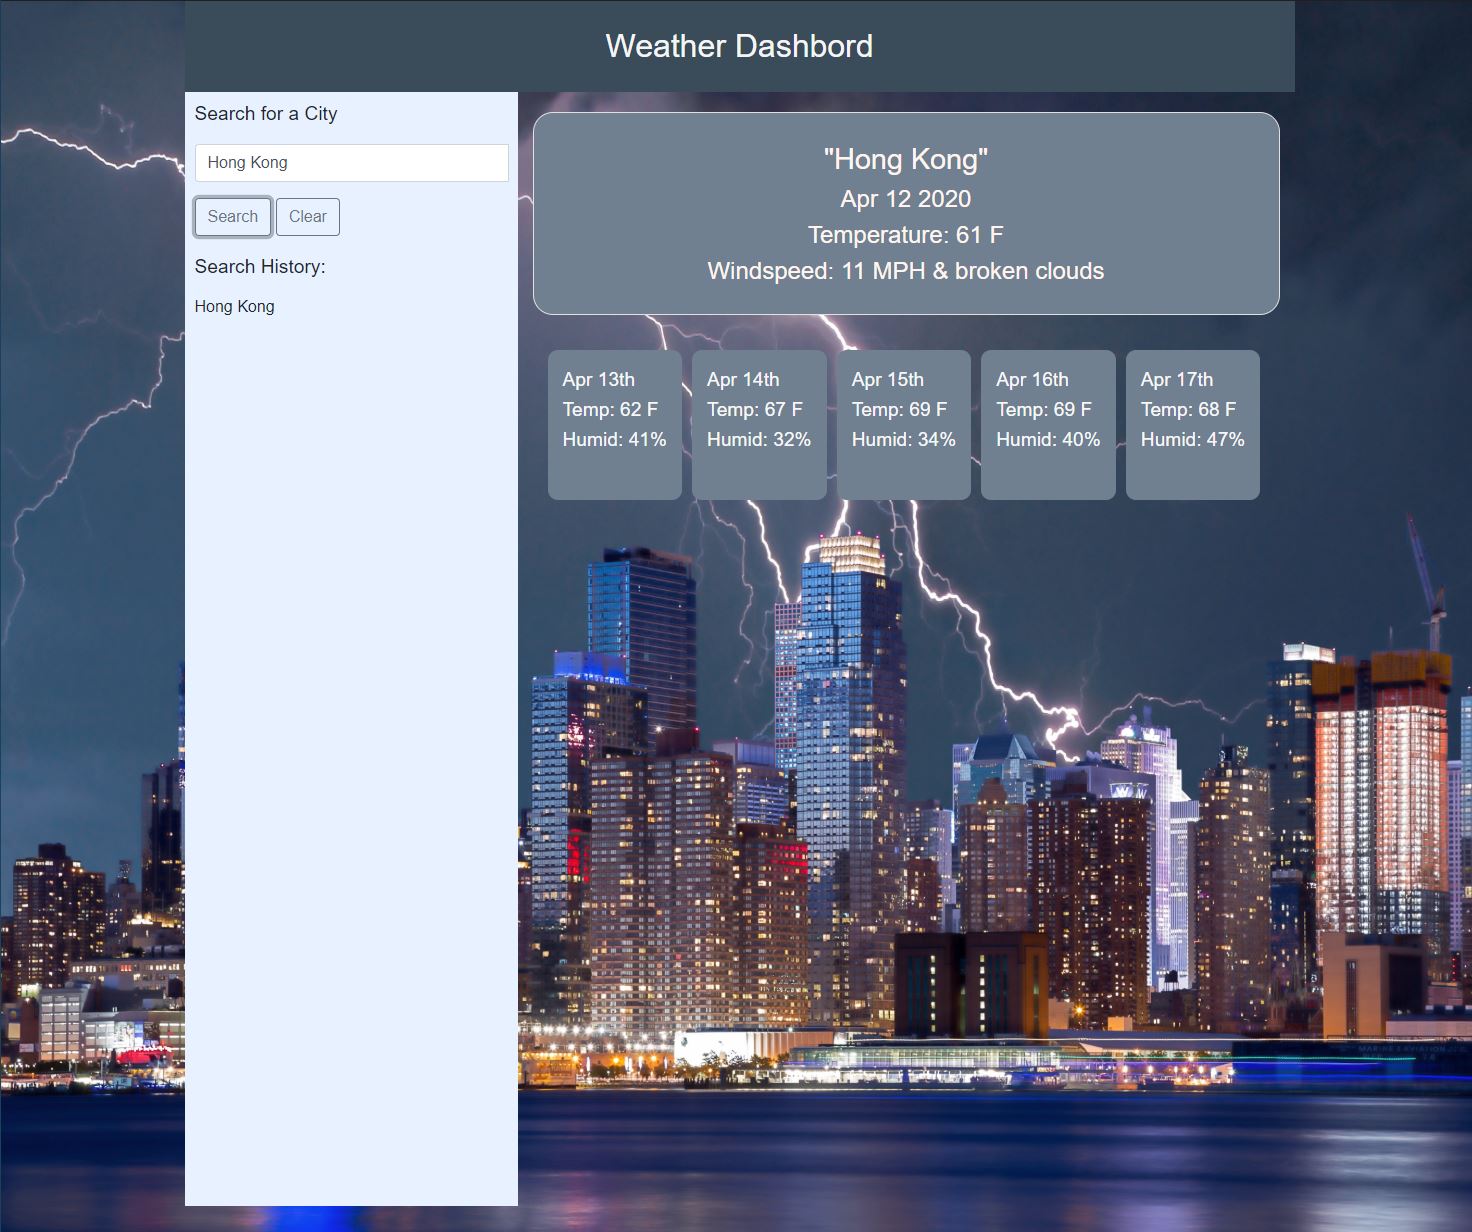 Weather Dashbord
Search for a City
Hong Kong
Search Clear
Search History:
Hong Kong
"Hong Kong"
Apr 12 2020
Temperature: 61 F
Windspeed: 11 MPH & broken clouds
Apr 13th
Temp: 62 F
Humid: 41%
Apr 14th
Temp: 67 F
Humid: 32%
Apr 15th
Temp: 69 F
Humid: 34%
Apr 16th
Temp: 69 F
Humid: 40%
Apr 17th
Temp: 68 F
Humid: 47%
W